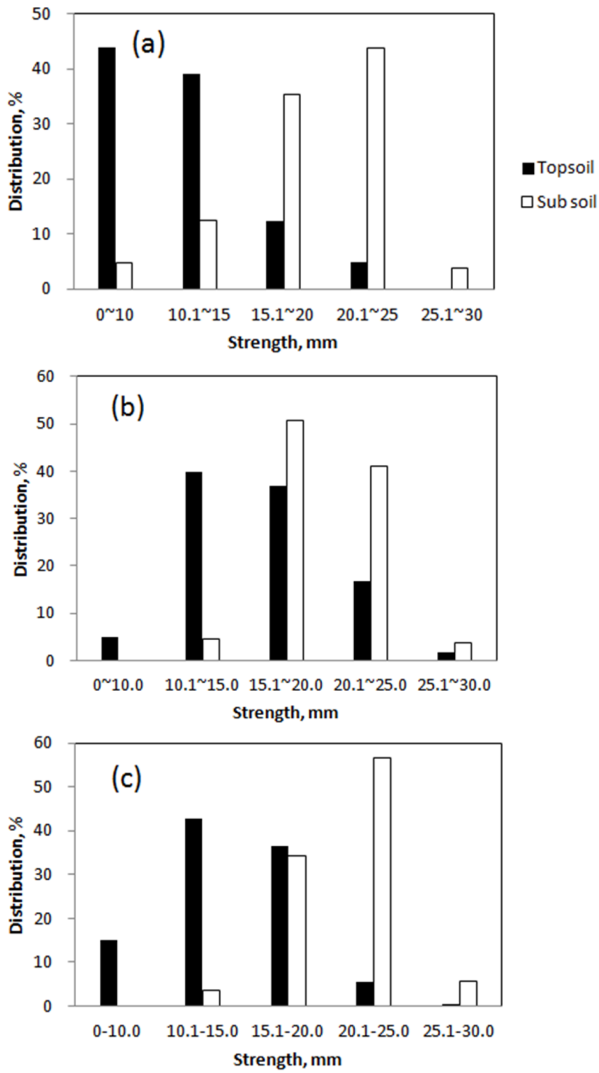 50
(a)
40
30
20
10
0
Distribution, %
Topsoil
Sub soil
0~10 10.1~15 15.1~20 20.1~25 25.1~30
Strength, mm
60
(b)
50
40
30
20
10
0
Distribution, %
0~10.0 10.1~15.0 15.1~20.0 20.1~25.0 25.1~30.0
Strength, mm
60
(c)
50
40
30
20
10
0
Distribution, %
0-10.0 10.1-15.0 15.1-20.0 20.1-25.0 25.1-30.0
Strength, mm